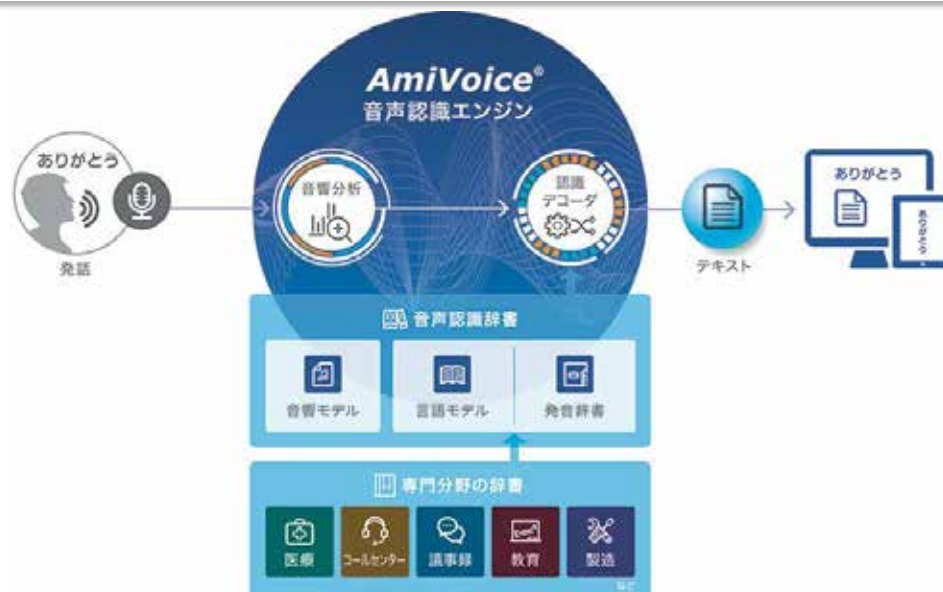 AmiVoice®
音声認識エンジン
ありがとう
発話
音響分析
認識
デコーダ
テキスト
ありがとう
ありがとう
音声認識辞書
音響モデル
言語モデル
発音辞書
専門分野の辞書
医療
コールセンター
議事録
教育
製造
など